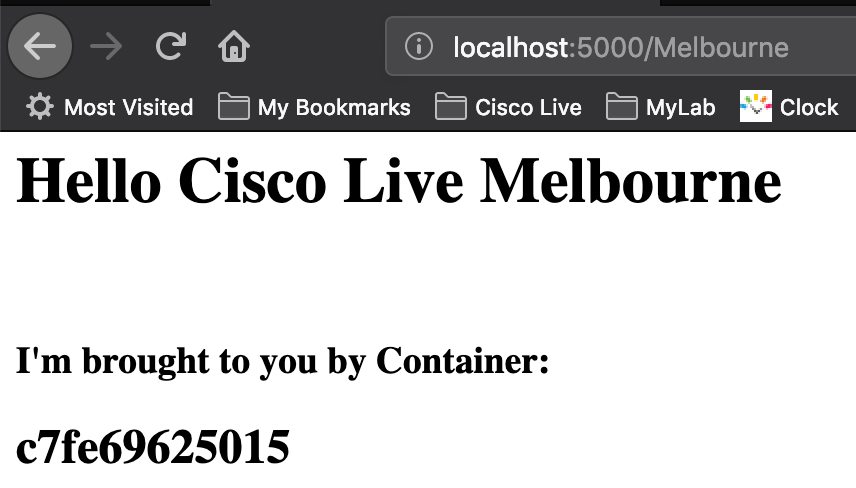 localhost:5000/Melbourne
Most Visited My Bookmarks Cisco Live MyLab Clock
Hello Cisco Live Melbourne
I'm brought to you by Container:
c7fe69625015